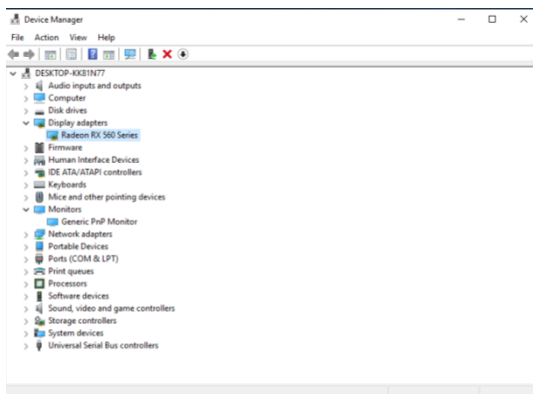 Device Manager
File Action View Help
DESKTOP-KK81N77
Audio inputs and outputs
Computer
Disk drives
Display adapters
Radeon RX 560 Series
Firmware
Human Interface Devices
IDE ATA/ATAPI controllers
Keyboards
Mice and other pointing devices
Monitors
Generic PnP Monitor
Network adapters
Portable Devices
Ports (COM & LPT)
Print queues
Processors
Software devices
Sound, video and game controllers
Storage controllers
System devices
Universal Serial Bus controllers